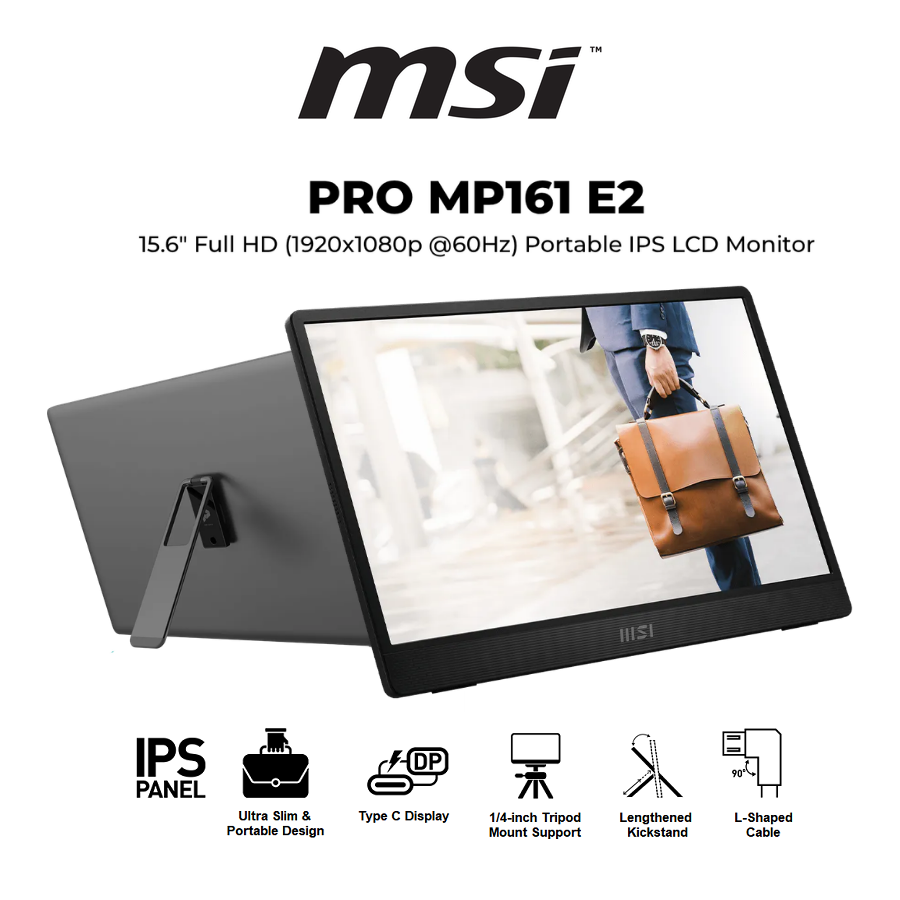 msi™
PRO MP161 E2
15.6" Full HD (1920x1080p @60Hz) Portable IPS LCD Monitor
msi
IPS
PANEL
DP
90°
Ultra Slim &
Portable Design
Type C Display
1/4-inch Tripod
Mount Support
Lengthened
Kickstand
L-Shaped
Cable